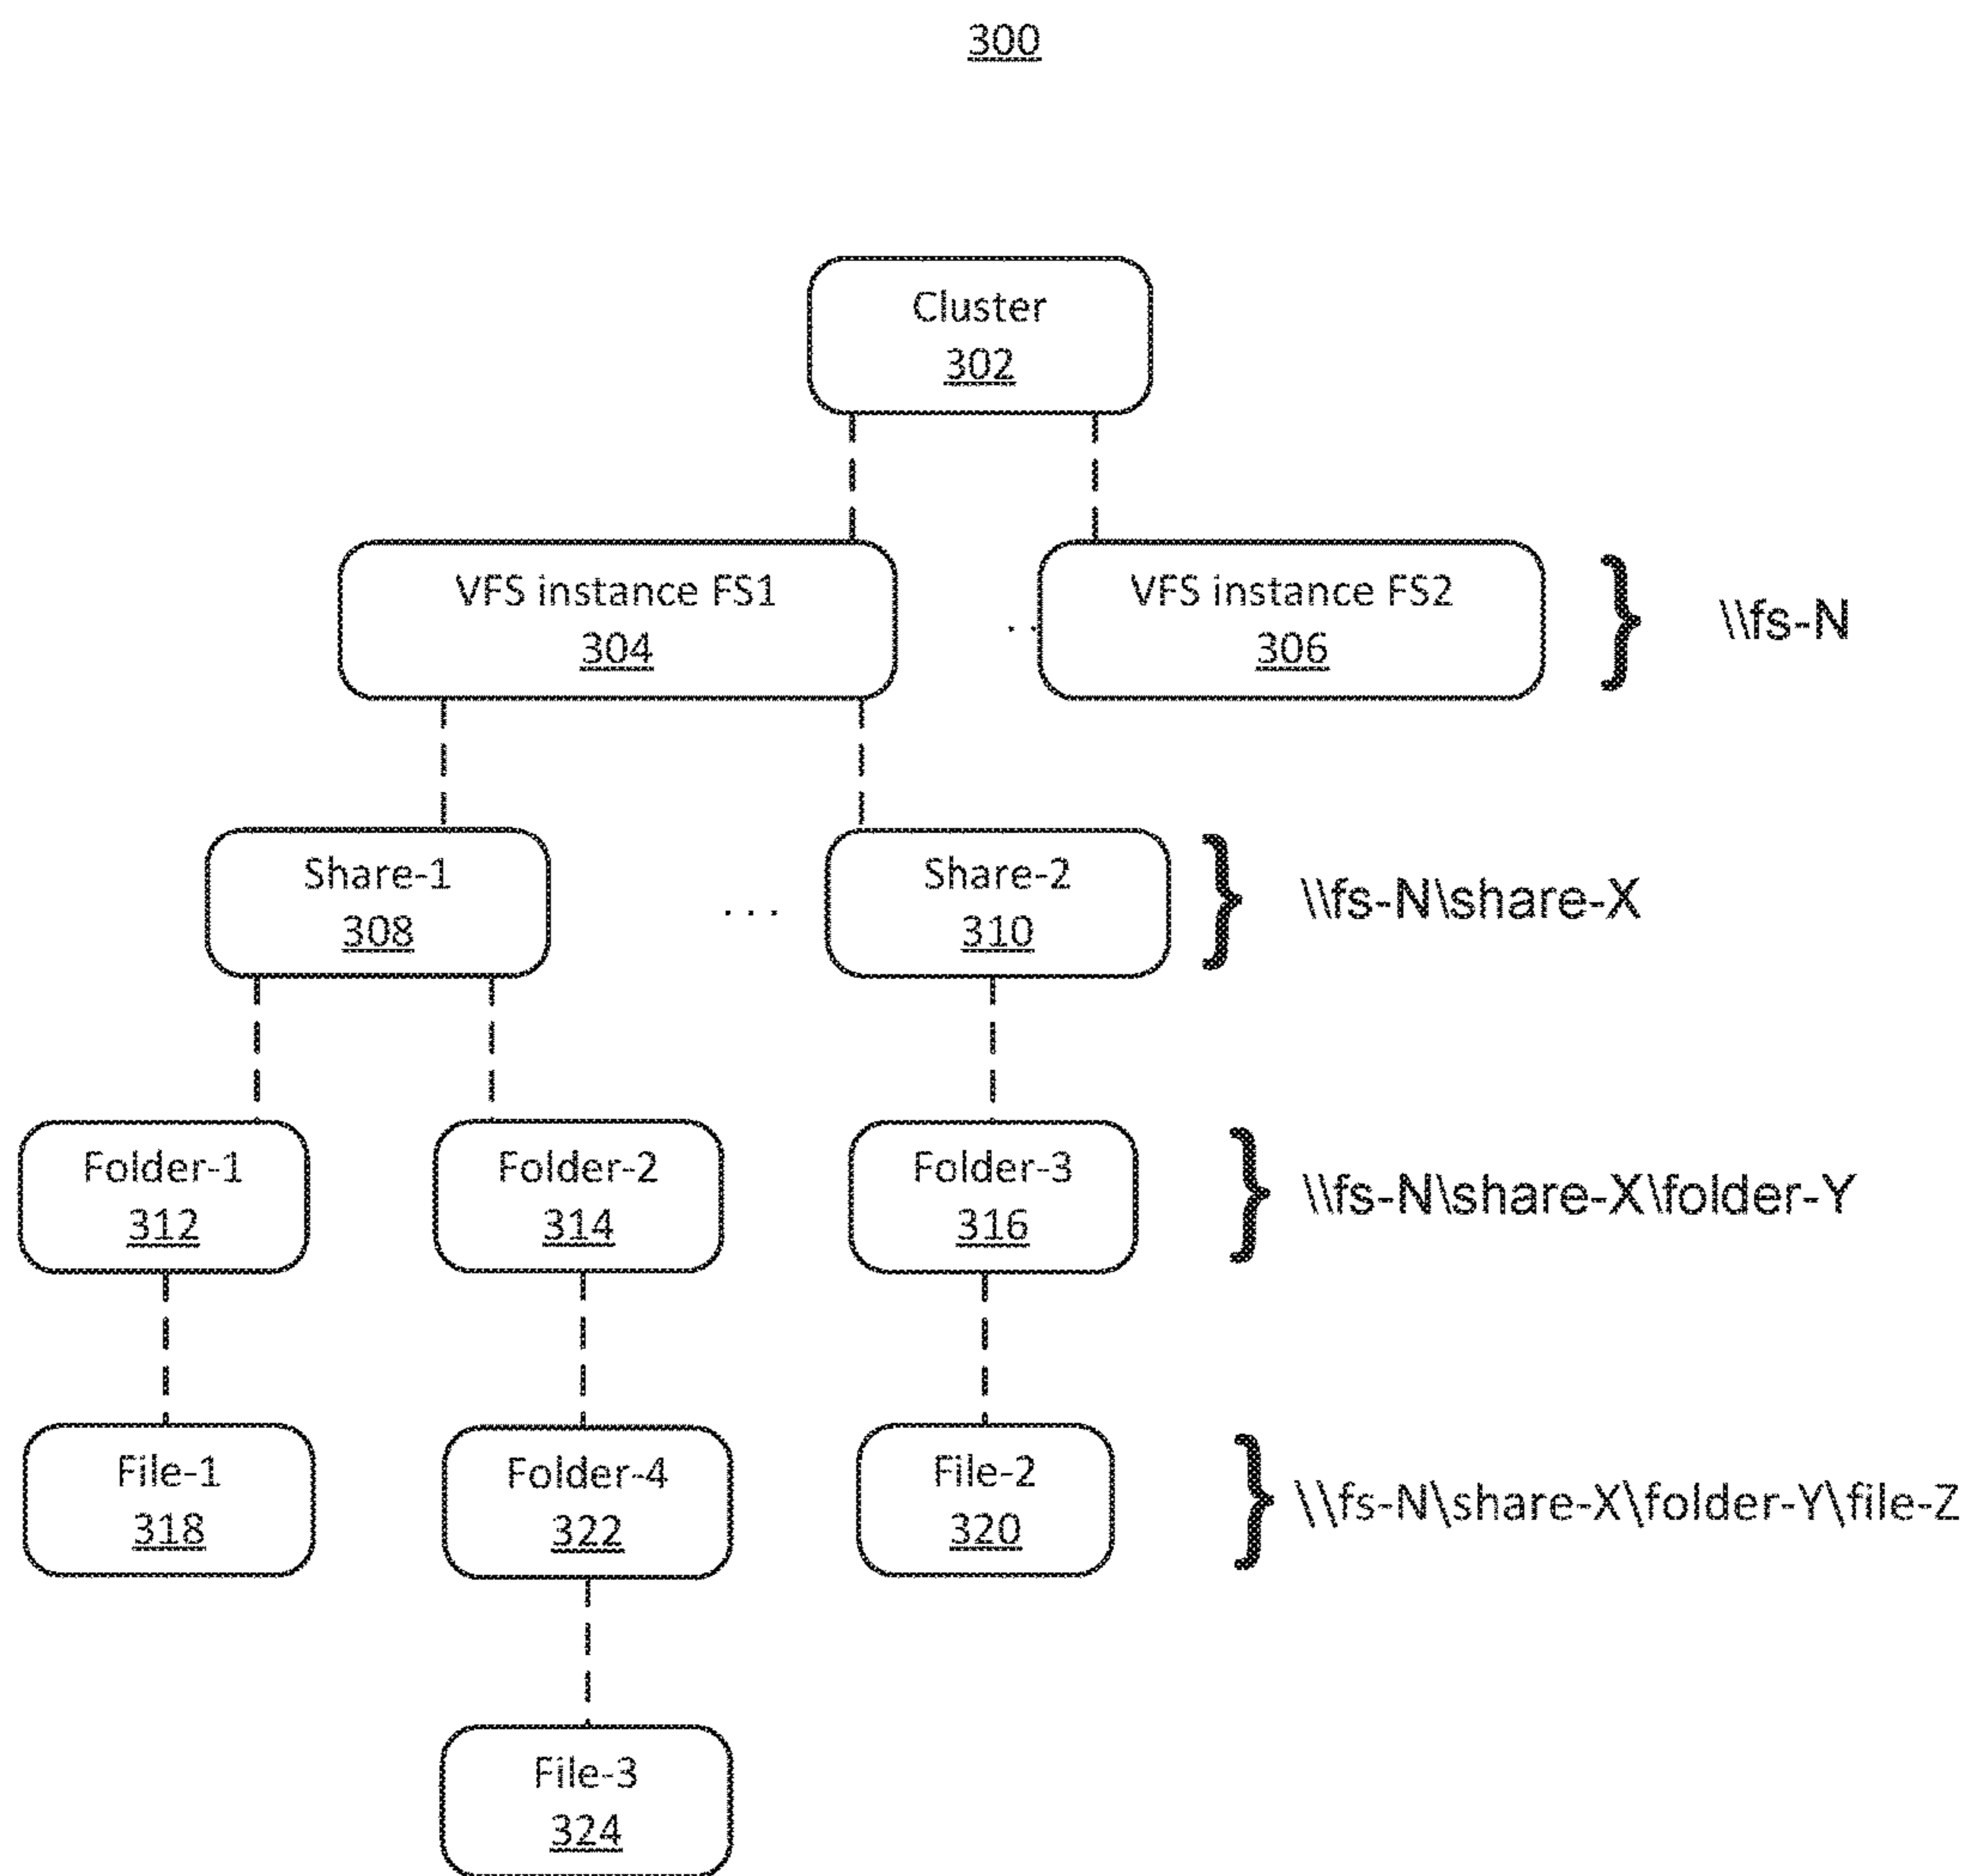 300
Cluster
302
VFS instance FS1
304
. .
VFS instance FS2
306
} \\fs-N
Share-1
308
. . .
Share-2
310
} \\fs-N\share-X
Folder-1
312
Folder-2
314
Folder-3
316
} \\fs-N\share-X\folder-Y
File-1
318
Folder-4
322
File-2
320
} \\fs-N\share-X\folder-Y\file-Z
File-3
324